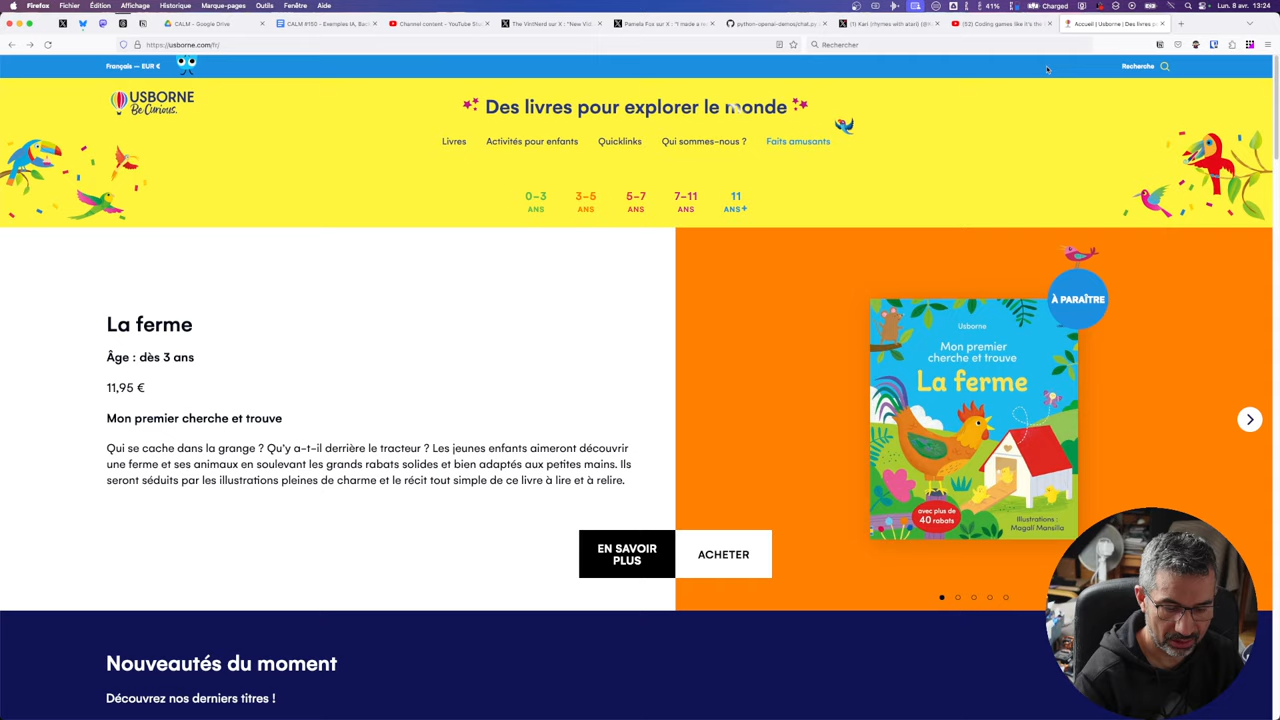 Firefox Fichier Édition Affichage Historique Marque-pages Outils Fenêtre Aide
41% Charged Lun. 8 avr. 13:24
CALM – Google Drive
CALM #150 - Exemples IA, Bac
Channel content - YouTube Stu
The VintNerd sur X : "New Vid
Pamela Fox sur X : "I made a n
python-openai-demos/chat.py
(1) Karl (rhymes with atari) (@
(52) Coding games like it's the
Accueil | Usborne | Des livres p
https://usborne.com/fr/
Rechercher
Français — EUR €
Recherche
USBORNE
Be Curious.
Des livres pour explorer le monde
Livres Activités pour enfants Quicklinks Qui sommes-nous ? Faits amusants
0-3 3-5 5-7 7-11 11
ANS ANS ANS ANS ANS+
La ferme
Âge : dès 3 ans
11,95 €
Mon premier cherche et trouve
Qui se cache dans la grange ? Qu'y a-t-il derrière le tracteur ? Les jeunes enfants aimeront découvrir
une ferme et ses animaux en soulevant les grands rabats solides et bien adaptés aux petites mains. Ils
seront séduits par les illustrations pleines de charme et le récit tout simple de ce livre à lire et à relire.
EN SAVOIR
PLUS
ACHETER
À PARAÎTRE
Usborne
Mon premier
cherche et trouve
La ferme
avec plus de
40 rabats
Illustrations :
Magali Mansilla
Nouveautés du moment
Découvrez nos derniers titres !